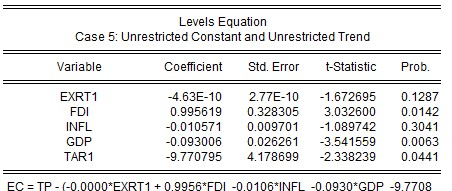 Levels Equation
Case 5: Unrestricted Constant and Unrestricted Trend
Variable Coefficient Std. Error t-Statistic Prob.
EXRT1 -4.63E-10 2.77E-10 -1.672695 0.1287
FDI 0.995619 0.328305 3.032600 0.0142
INFL -0.010571 0.009701 -1.089742 0.3041
GDP -0.093006 0.026261 -3.541559 0.0063
TAR1 -9.770795 4.178699 -2.338239 0.0441
EC = TP - (-0.0000*EXRT1 + 0.9956*FDI -0.0106*INFL -0.0930*GDP -9.7708